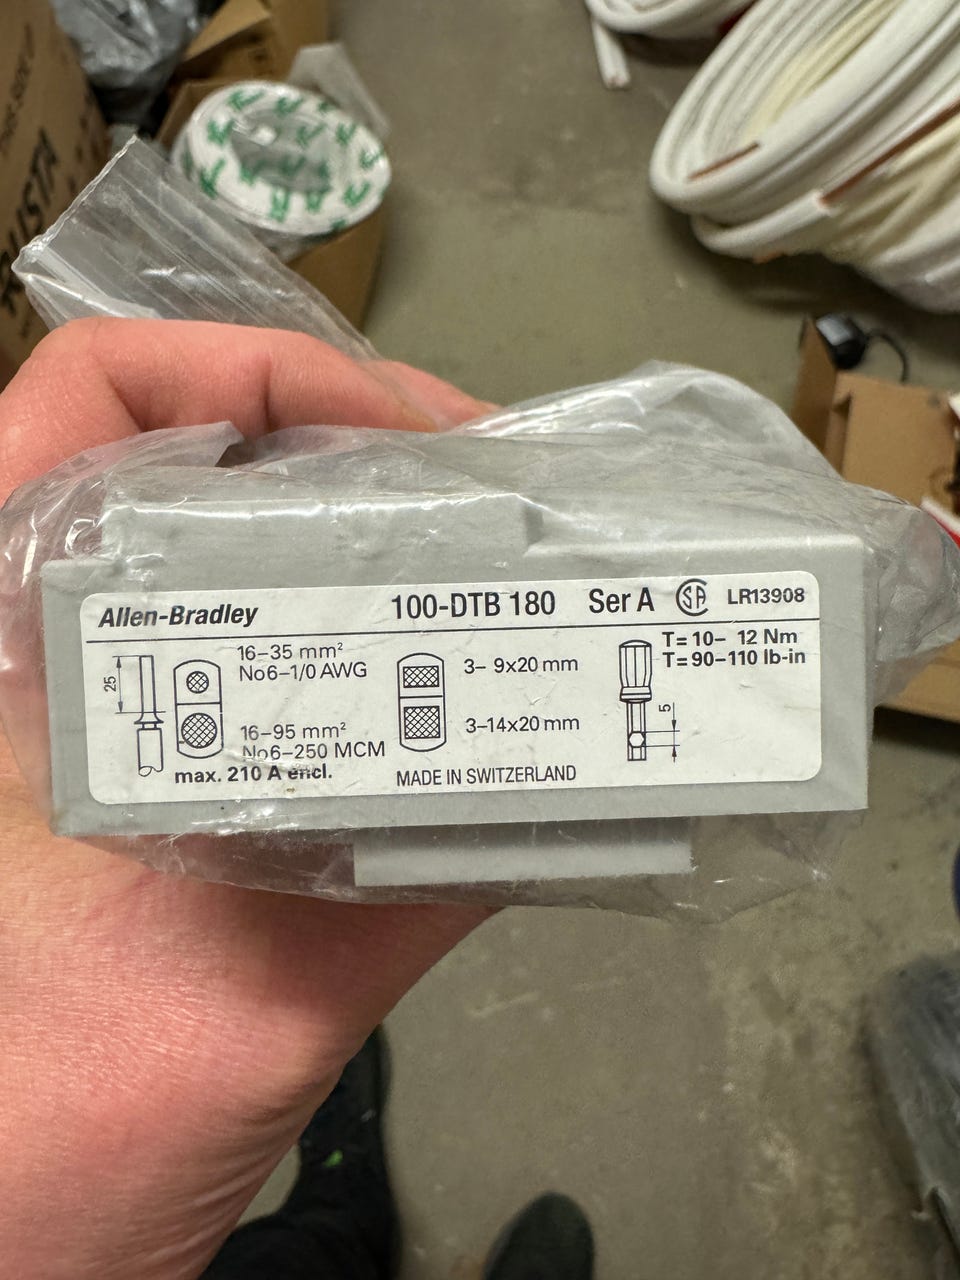 Allen-Bradley 100-DTB 180 Ser A SA LR13908
25
16-35 mm²
No6-1/0 AWG
16-95 mm²
No6-250 MCM
max. 210 A encl.
3- 9x20 mm
3-14x20 mm
MADE IN SWITZERLAND
T= 10- 12 Nm
T= 90-110 lb-in
5